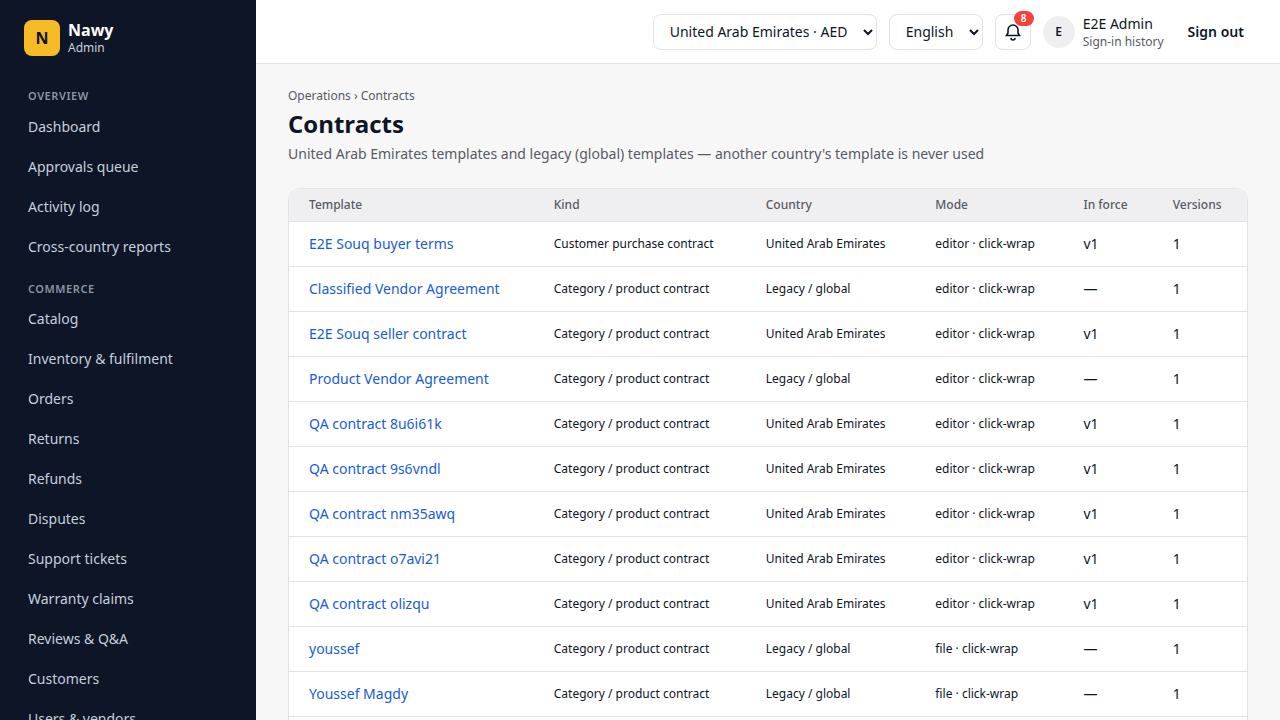 N
Nawy
Admin
OVERVIEW
Dashboard
Approvals queue
Activity log
Cross-country reports
COMMERCE
Catalog
Inventory & fulfilment
Orders
Returns
Refunds
Disputes
Support tickets
Warranty claims
Reviews & Q&A
Customers
Users & vendors
United Arab Emirates · AED
English
8
E
E2E Admin
Sign-in history
Sign out
Operations › Contracts
Contracts
United Arab Emirates templates and legacy (global) templates — another country's template is never used
Template Kind Country Mode In force Versions
E2E Souq buyer terms Customer purchase contract United Arab Emirates editor · click-wrap v1 1
Classified Vendor Agreement Category / product contract Legacy / global editor · click-wrap — 1
E2E Souq seller contract Category / product contract United Arab Emirates editor · click-wrap v1 1
Product Vendor Agreement Category / product contract Legacy / global editor · click-wrap — 1
QA contract 8u6i61k Category / product contract United Arab Emirates editor · click-wrap v1 1
QA contract 9s6vndl Category / product contract United Arab Emirates editor · click-wrap v1 1
QA contract nm35awq Category / product contract United Arab Emirates editor · click-wrap v1 1
QA contract o7avi21 Category / product contract United Arab Emirates editor · click-wrap v1 1
QA contract olizqu Category / product contract United Arab Emirates editor · click-wrap v1 1
youssef Category / product contract Legacy / global file · click-wrap — 1
Youssef Magdy Category / product contract Legacy / global file · click-wrap — 1